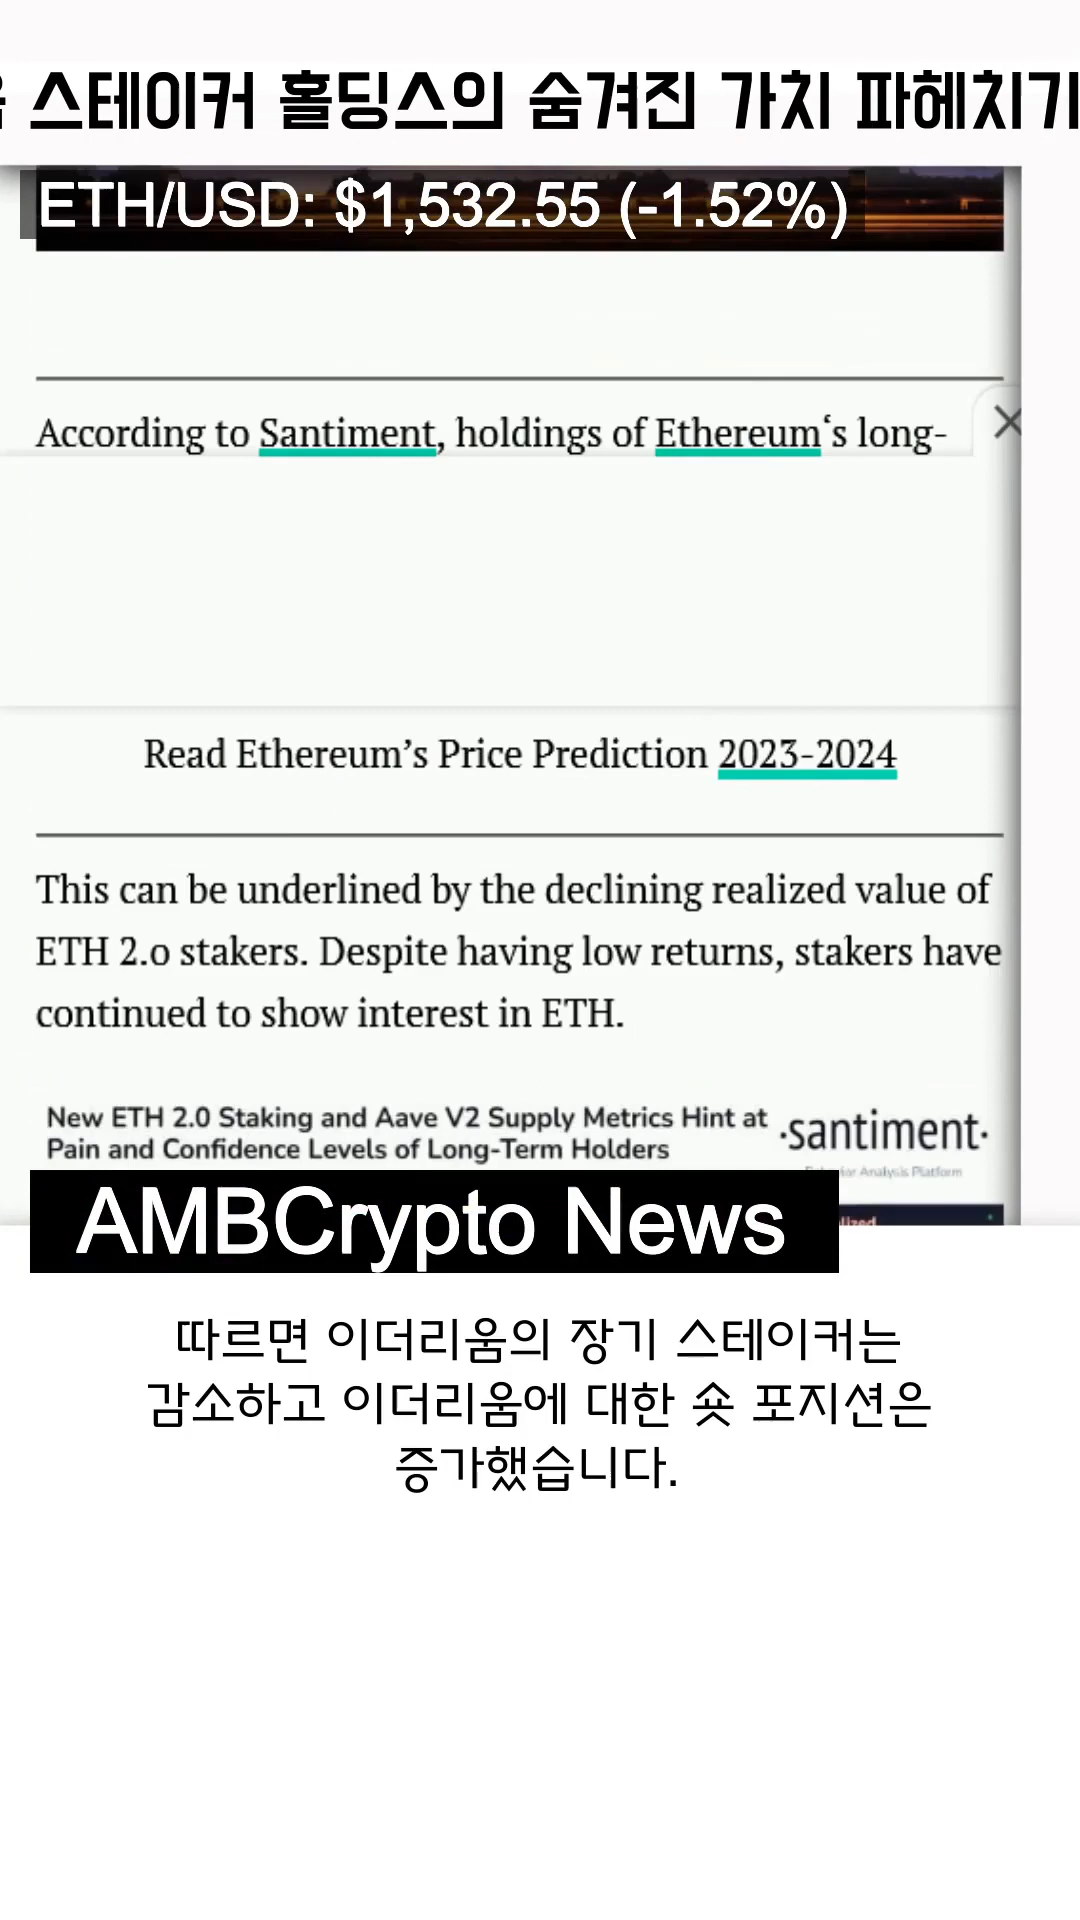 스테이커 홀딩스의 숨겨진 가치 파헤치기
ETH/USD: $1,532.55 (-1.52%)
According to Santiment, holdings of Ethereum‘s long-
Read Ethereum’s Price Prediction 2023-2024
This can be underlined by the declining realized value of
ETH 2.0 stakers. Despite having low returns, stakers have
continued to show interest in ETH.
New ETH 2.0 Staking and Aave V2 Supply Metrics Hint at
Pain and Confidence Levels of Long-Term Holders
·santiment·
Analysis Platform
AMBCrypto News
따르면 이더리움의 장기 스테이커는
감소하고 이더리움에 대한 숏 포지션은
증가했습니다.